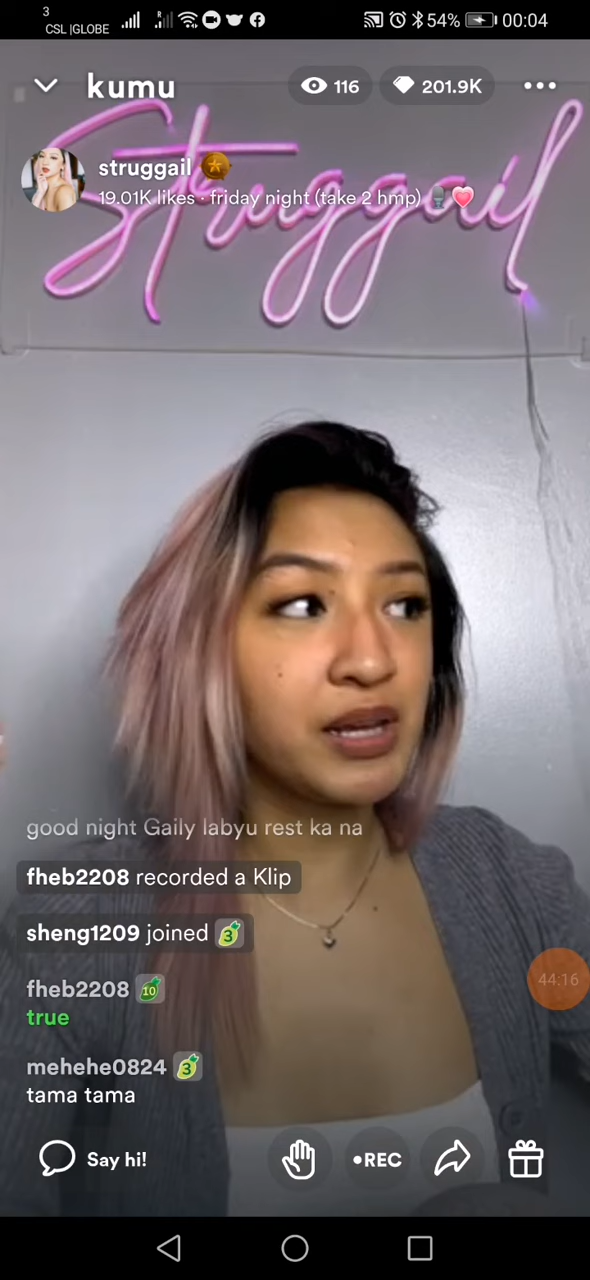 3
CSL |GLOBE
R
54%
00:04
kumu
116
201.9K
Struggail
struggail
19.01K likes · friday night (take 2 hmp)
good night Gaily labyu rest ka na
fheb2208 recorded a Klip
sheng1209 joined 3
fheb2208 10
true
44:16
mehehe0824 3
tama tama
Say hi!
•REC